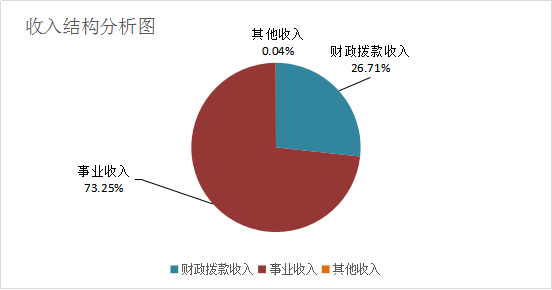 收入结构分析图
其他收入
0.04%
财政拨款收入
26.71%
事业收入
73.25%
财政拨款收入 事业收入 其他收入